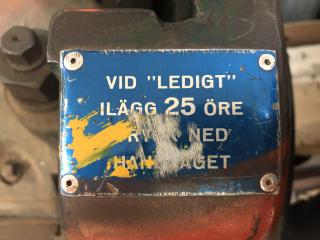 VID "LEDIGT"
ILÄGG 25 ÖRE
NED